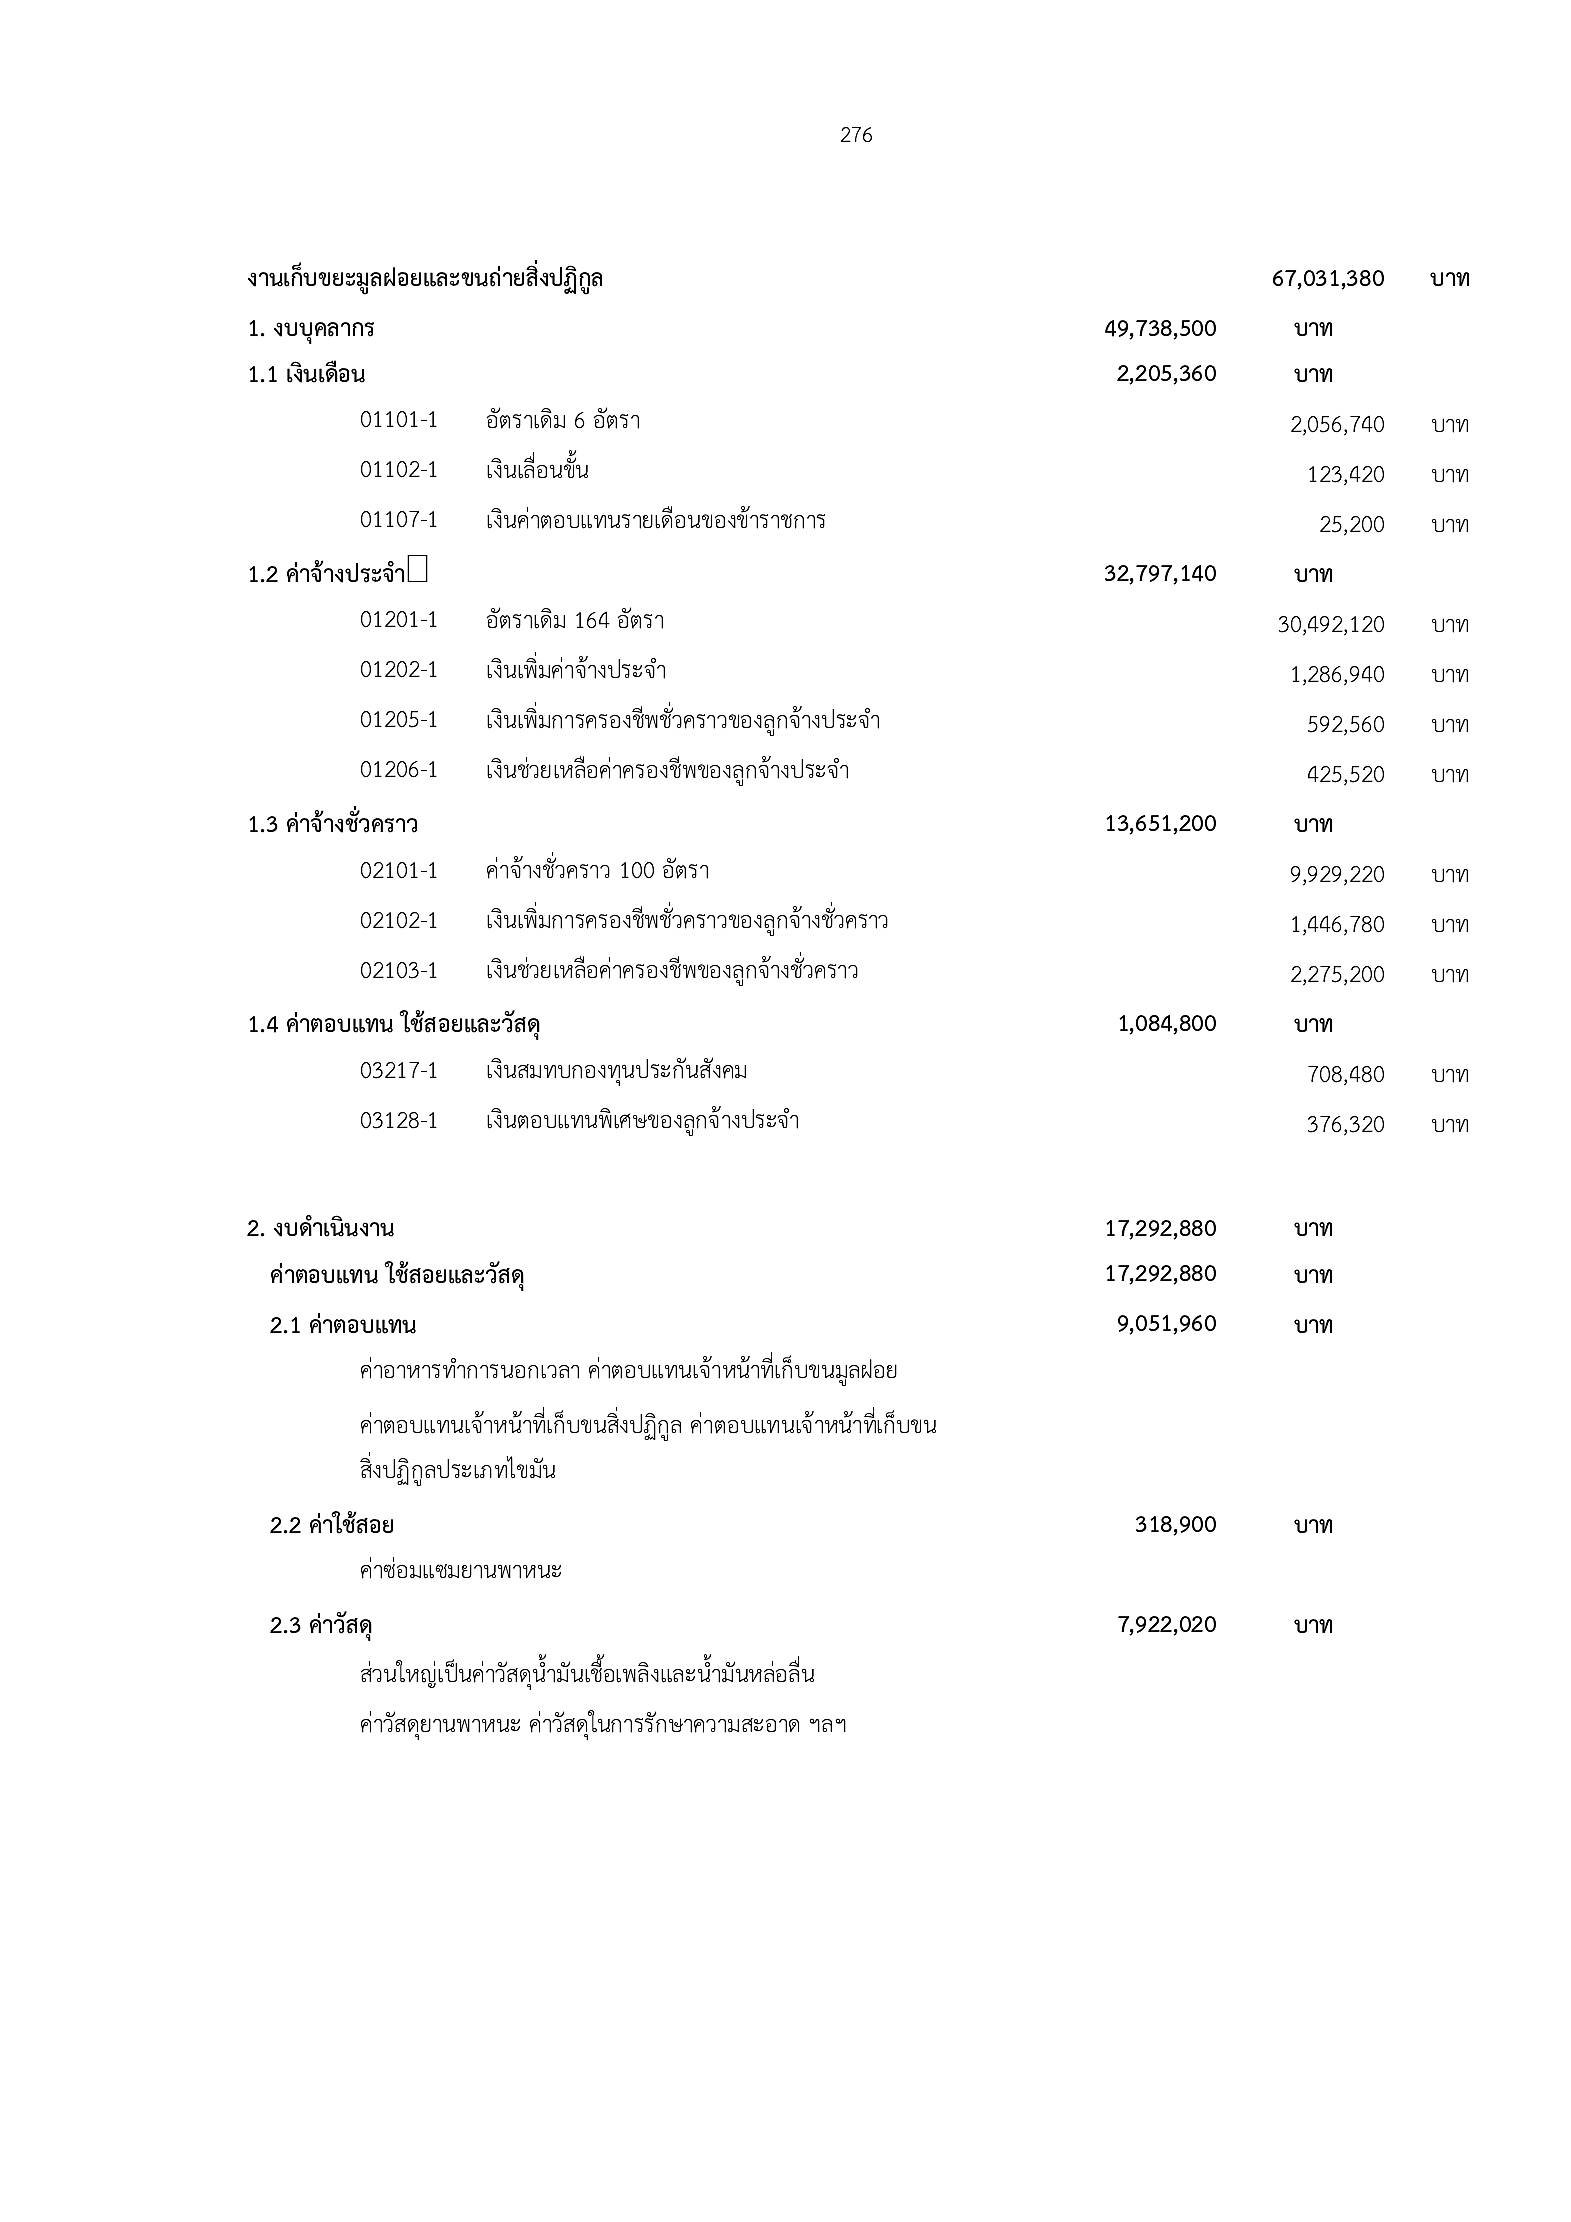 276
งานเก็บขยะมูลฝอยและขนถ่ายสิ่งปฏิกูล 67,031,380 บาท
1. งบบุคลากร 49,738,500 บาท
1.1 เงินเดือน 2,205,360 บาท
01101-1 อัตราเดิม 6 อัตรา 2,056,740 บาท
01102-1 เงินเลื่อนขั้น 123,420 บาท
01107-1 เงินค่าตอบแทนรายเดือนของข้าราชการ 25,200 บาท
1.2 ค่าจ้างประจำ 32,797,140 บาท
01201-1 อัตราเดิม 164 อัตรา 30,492,120 บาท
01202-1 เงินเพิ่มค่าจ้างประจำ 1,286,940 บาท
01205-1 เงินเพิ่มการครองชีพชั่วคราวของลูกจ้างประจำ 592,560 บาท
01206-1 เงินช่วยเหลือค่าครองชีพของลูกจ้างประจำ 425,520 บาท
1.3 ค่าจ้างชั่วคราว 13,651,200 บาท
02101-1 ค่าจ้างชั่วคราว 100 อัตรา 9,929,220 บาท
02102-1 เงินเพิ่มการครองชีพชั่วคราวของลูกจ้างชั่วคราว 1,446,780 บาท
02103-1 เงินช่วยเหลือค่าครองชีพของลูกจ้างชั่วคราว 2,275,200 บาท
1.4 ค่าตอบแทน ใช้สอยและวัสดุ 1,084,800 บาท
03217-1 เงินสมทบกองทุนประกันสังคม 708,480 บาท
03128-1 เงินตอบแทนพิเศษของลูกจ้างประจำ 376,320 บาท
2. งบดำเนินงาน 17,292,880 บาท
ค่าตอบแทน ใช้สอยและวัสดุ 17,292,880 บาท
2.1 ค่าตอบแทน 9,051,960 บาท
ค่าอาหารทำการนอกเวลา ค่าตอบแทนเจ้าหน้าที่เก็บขนมูลฝอย
ค่าตอบแทนเจ้าหน้าที่เก็บขนสิ่งปฏิกูล ค่าตอบแทนเจ้าหน้าที่เก็บขน
สิ่งปฏิกูลประเภทไขมัน
2.2 ค่าใช้สอย 318,900 บาท
ค่าซ่อมแซมยานพาหนะ
2.3 ค่าวัสดุ 7,922,020 บาท
ส่วนใหญ่เป็นค่าวัสดุน้ำมันเชื้อเพลิงและน้ำมันหล่อลื่น
ค่าวัสดุยานพาหนะ ค่าวัสดุในการรักษาความสะอาด ฯลฯ